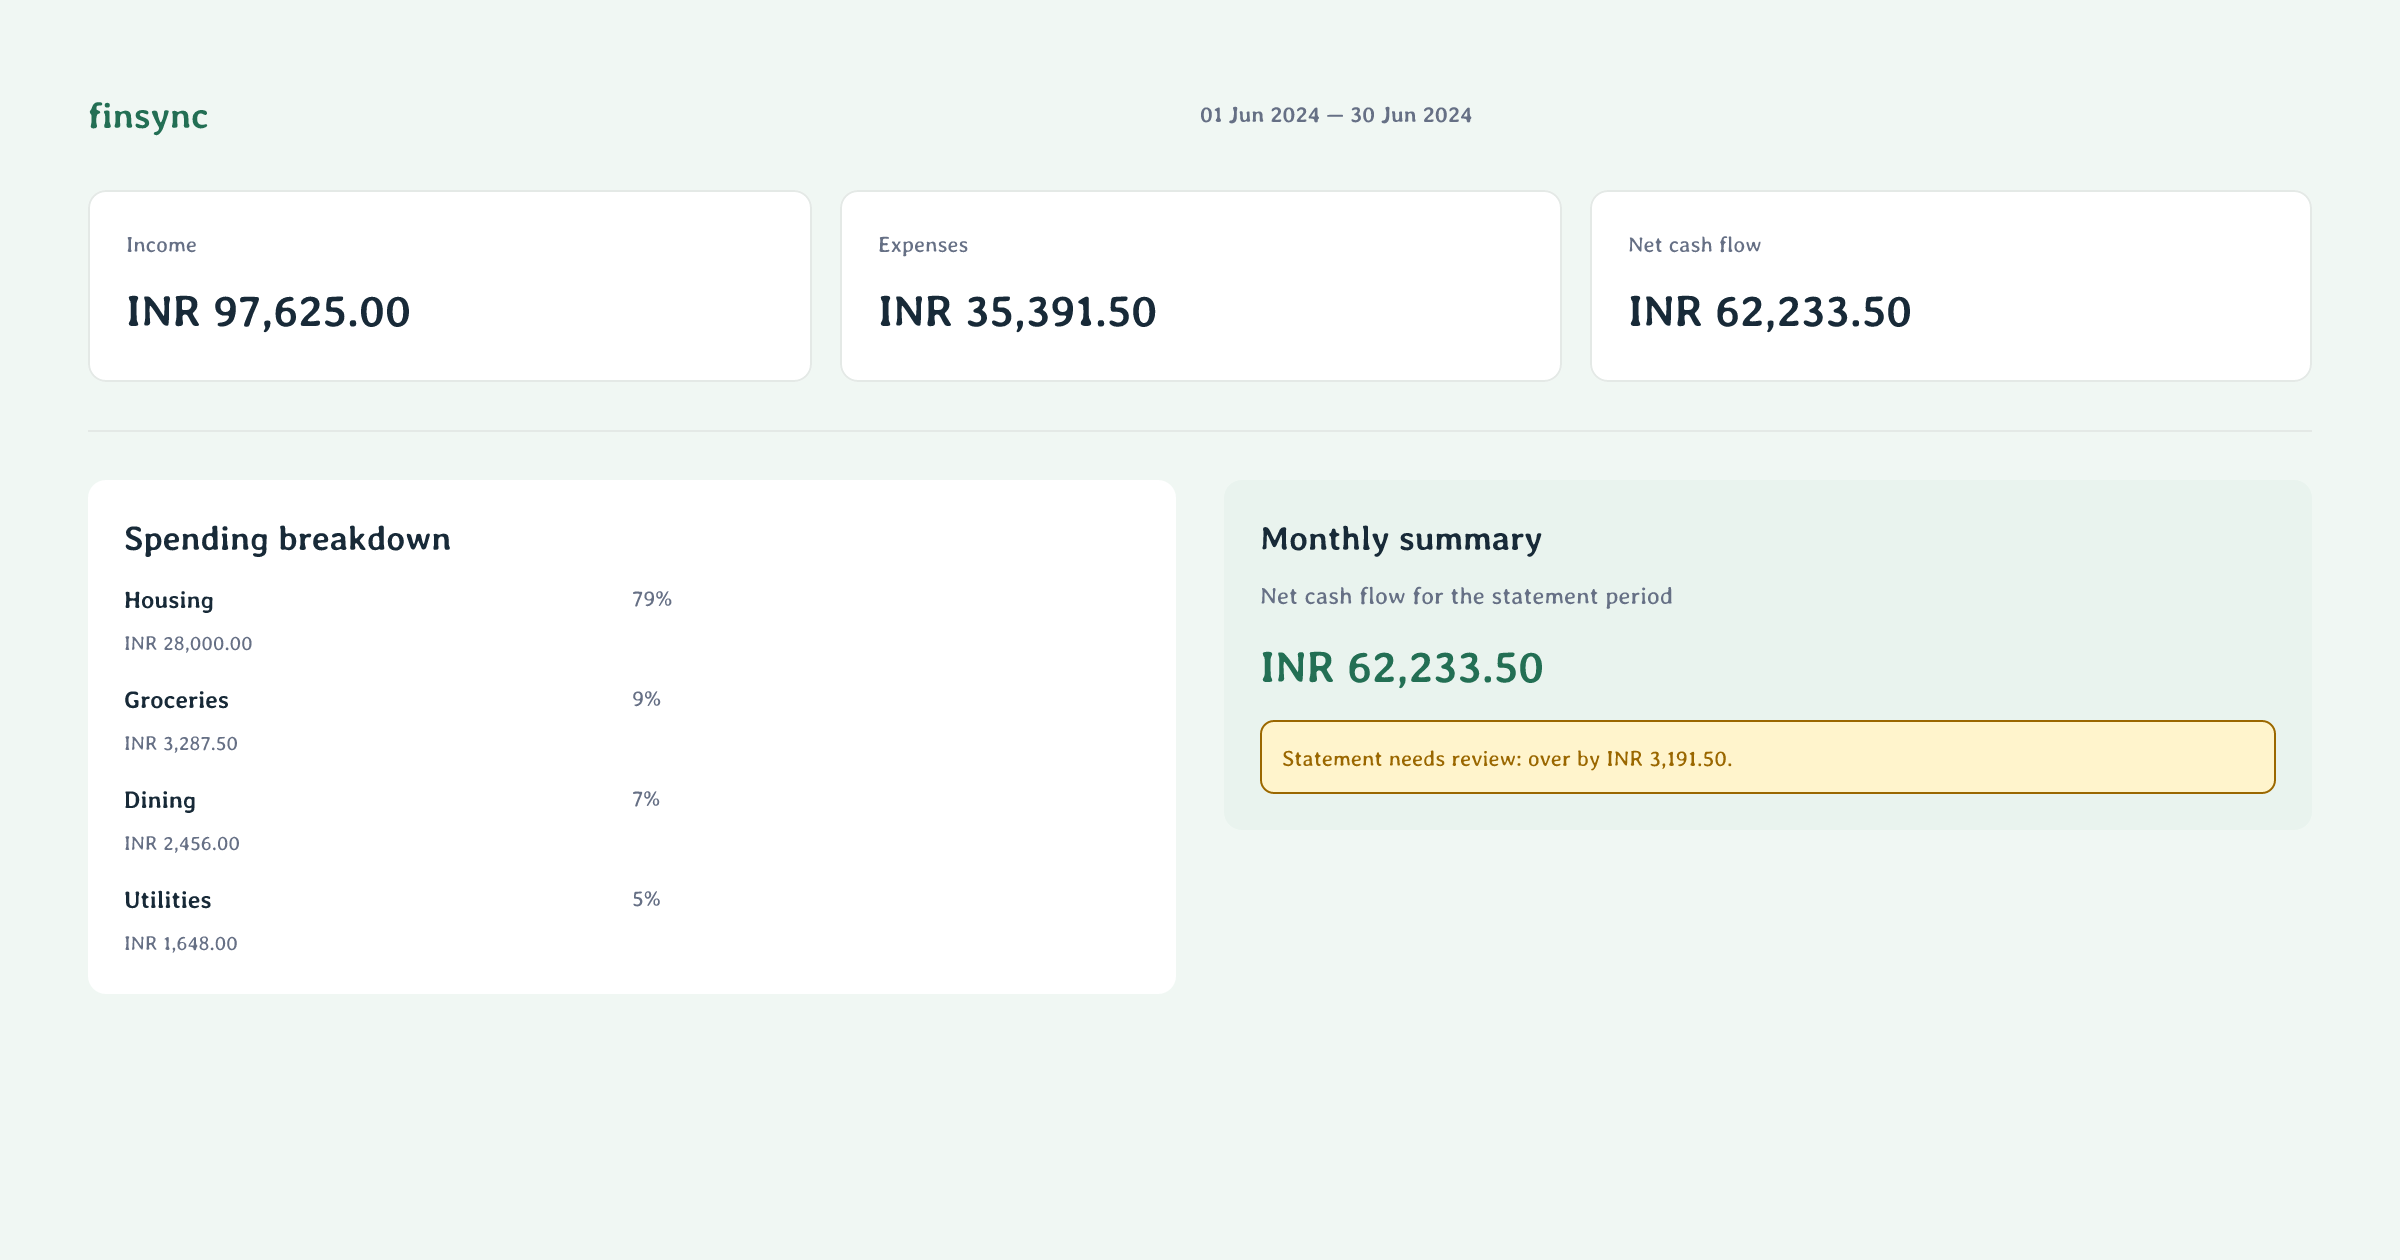 finsync
01 Jun 2024 — 30 Jun 2024
Income
INR 97,625.00
Expenses
INR 35,391.50
Net cash flow
INR 62,233.50
Spending breakdown
Housing
79%
INR 28,000.00
Groceries
9%
INR 3,287.50
Dining
7%
INR 2,456.00
Utilities
5%
INR 1,648.00
Monthly summary
Net cash flow for the statement period
INR 62,233.50
Statement needs review: over by INR 3,191.50.